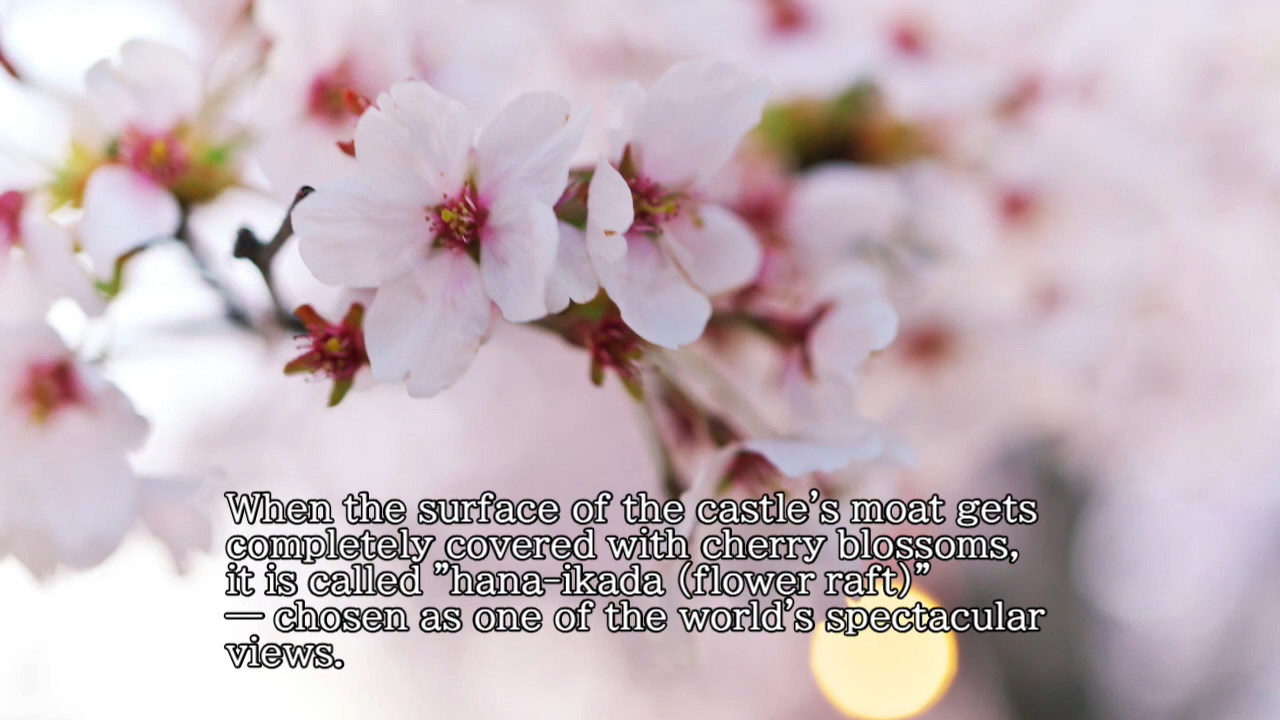 When the surface of the castle’s moat gets
completely covered with cherry blossoms,
it is called ”hana-ikada (flower raft)”
— chosen as one of the world’s spectacular
views.